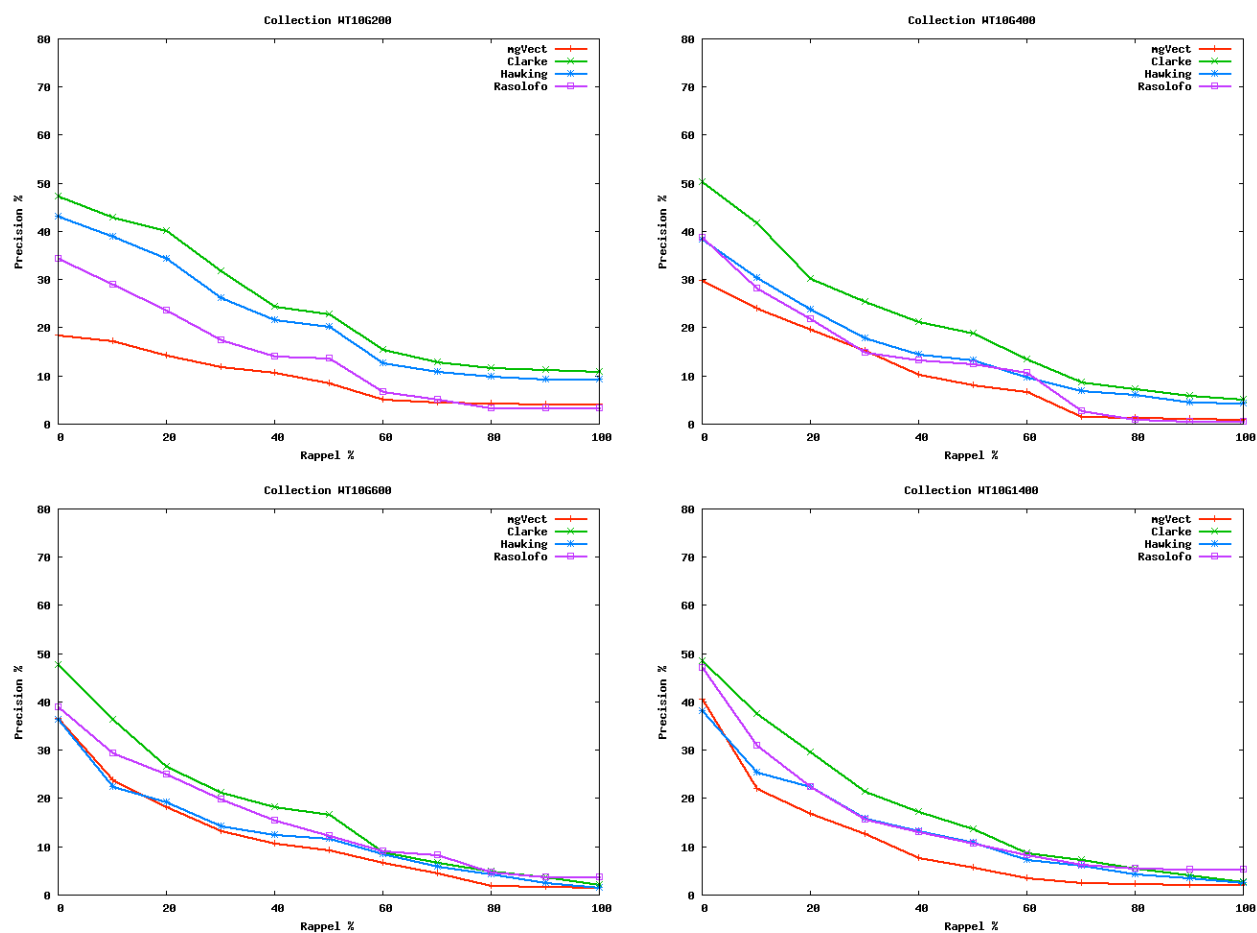 Collection WT10G200
80
70
60
50
40
30
20
10
0
Precision %
mgVect
Clarke
Hawking
Rasolofo
0 20 40 60 80 100
Rappel %
Collection WT10G400
80
70
60
50
40
30
20
10
0
Precision %
mgVect
Clarke
Hawking
Rasolofo
0 20 40 60 80 100
Rappel %
Collection WT10G600
80
70
60
50
40
30
20
10
0
Precision %
mgVect
Clarke
Hawking
Rasolofo
0 20 40 60 80 100
Rappel %
Collection WT10G1400
80
70
60
50
40
30
20
10
0
Precision %
mgVect
Clarke
Hawking
Rasolofo
0 20 40 60 80 100
Rappel %